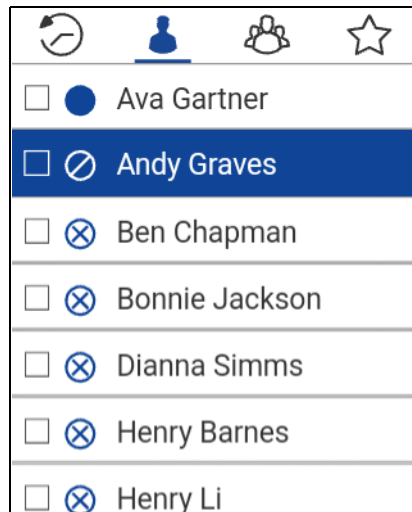 Ava Gartner
Andy Graves
Ben Chapman
Bonnie Jackson
Dianna Simms
Henry Barnes
Henry Li